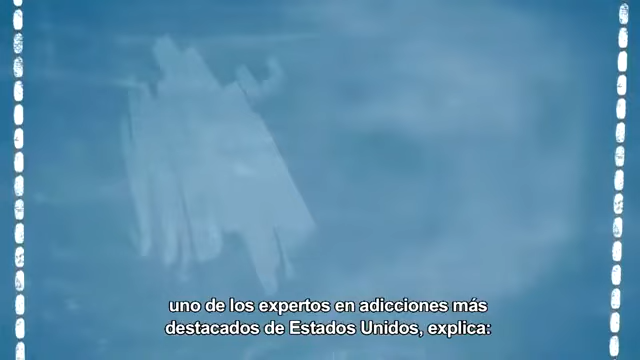 uno de los expertos en adicciones más
destacados de Estados Unidos, explica: